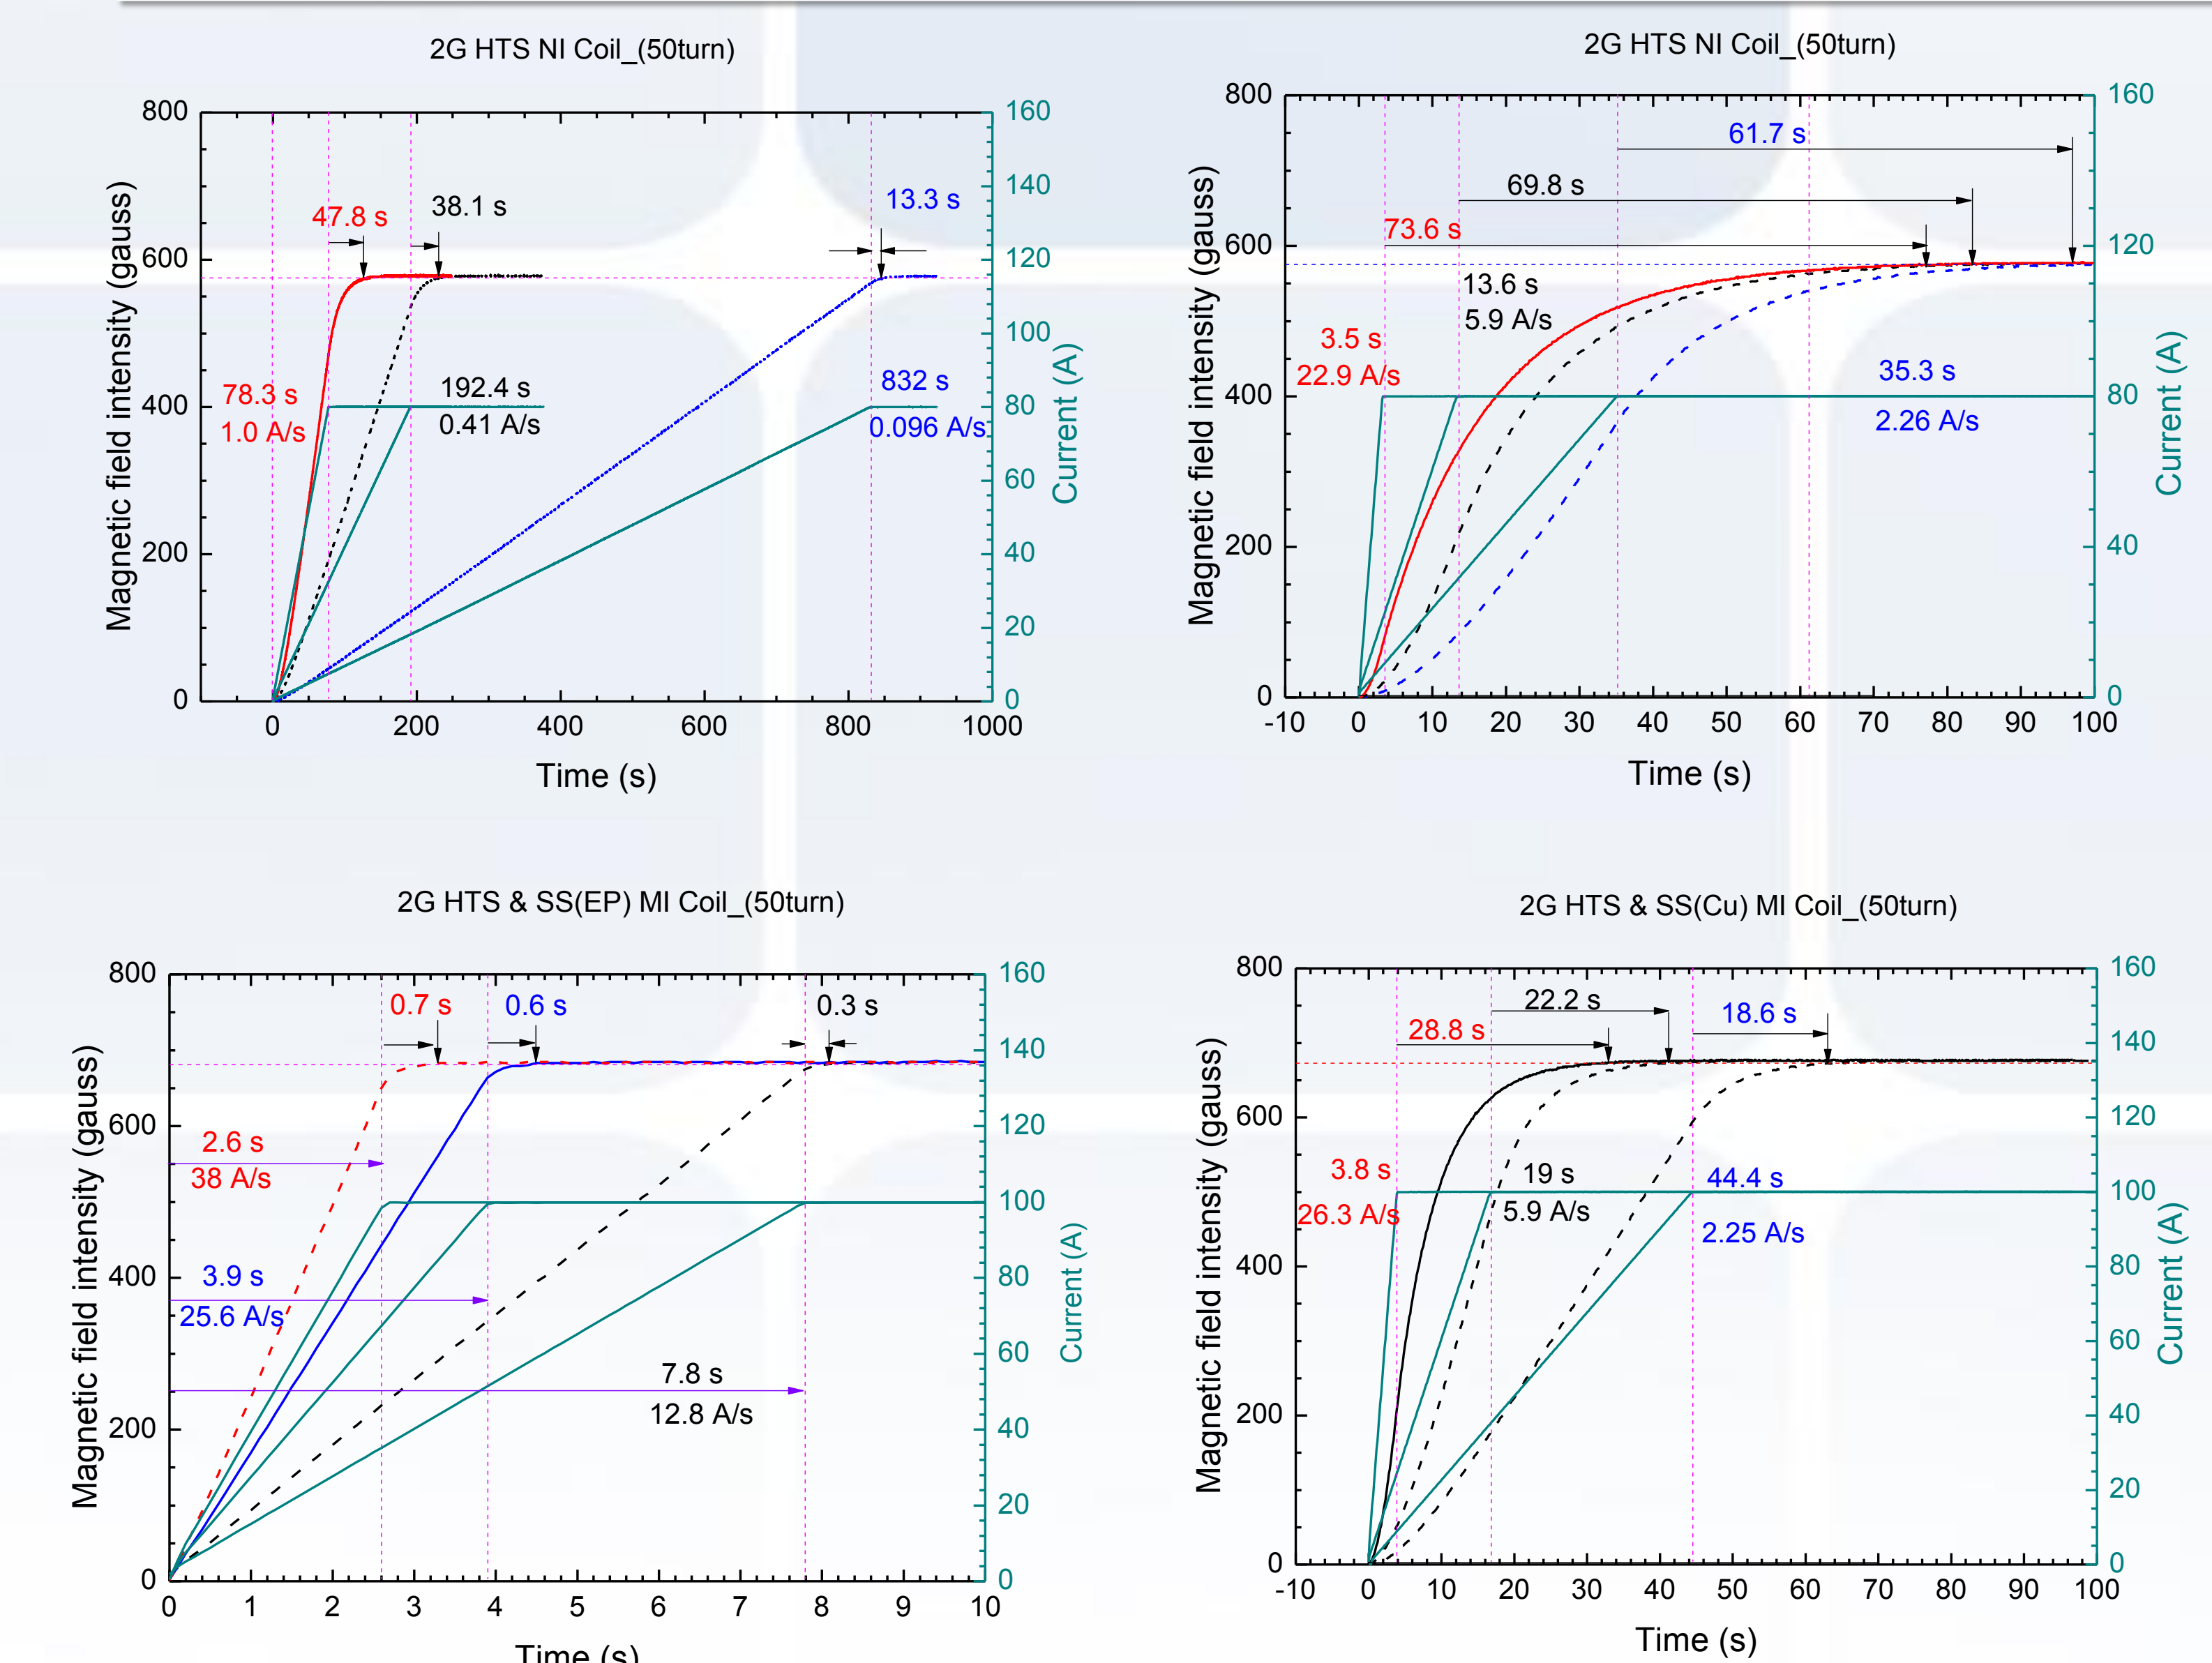 2G HTS NI Coil_(50turn)
Magnetic field intensity (gauss)
800
600
400
200
0
160
140
120
100
80
60
40
20
0
Current (A)
47.8 s
38.1 s
13.3 s
78.3 s
1.0 A/s
192.4 s
0.41 A/s
832 s
0.096 A/s
0 200 400 600 800 1000
Time (s)
2G HTS NI Coil_(50turn)
Magnetic field intensity (gauss)
800
600
400
200
0
160
120
80
40
0
Current (A)
61.7 s
69.8 s
73.6 s
13.6 s
5.9 A/s
3.5 s
22.9 A/s
35.3 s
2.26 A/s
-10 0 10 20 30 40 50 60 70 80 90 100
Time (s)
2G HTS & SS(EP) MI Coil_(50turn)
Magnetic field intensity (gauss)
800
600
400
200
0
160
140
120
100
80
60
40
20
0
Current (A)
0.7 s
0.6 s
0.3 s
2.6 s
38 A/s
3.9 s
25.6 A/s
7.8 s
12.8 A/s
0 1 2 3 4 5 6 7 8 9 10
Time (s)
2G HTS & SS(Cu) MI Coil_(50turn)
Magnetic field intensity (gauss)
800
600
400
200
0
160
140
120
100
80
60
40
20
0
Current (A)
22.2 s
28.8 s
18.6 s
3.8 s
26.3 A/s
19 s
5.9 A/s
44.4 s
2.25 A/s
-10 0 10 20 30 40 50 60 70 80 90 100
Time (s)